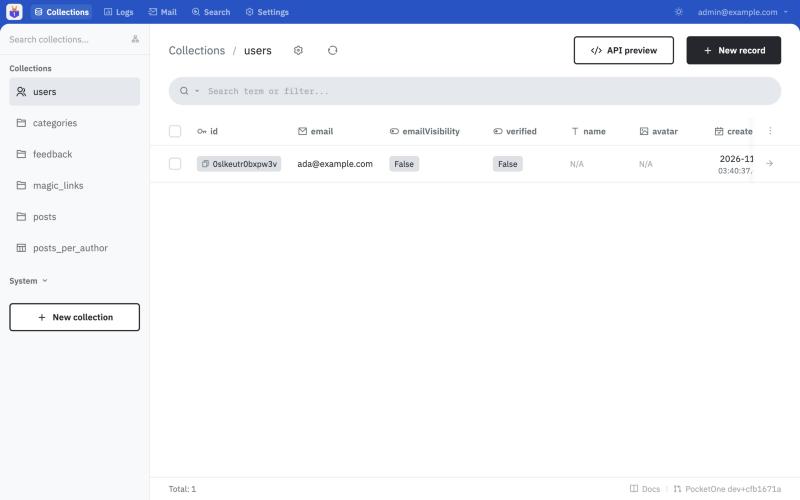 Collections Logs Mail Search Settings admin@example.com
Search collections...
Collections
users
categories
feedback
magic_links
posts
posts_per_author
System
New collection
Collections / users
API preview
New record
Search term or filter...
id email emailVisibility verified name avatar create
0slkeutr0bxpw3v ada@example.com False False N/A N/A 2026-11
03:40:37.
Total: 1
Docs PocketOne dev+cfb1671a